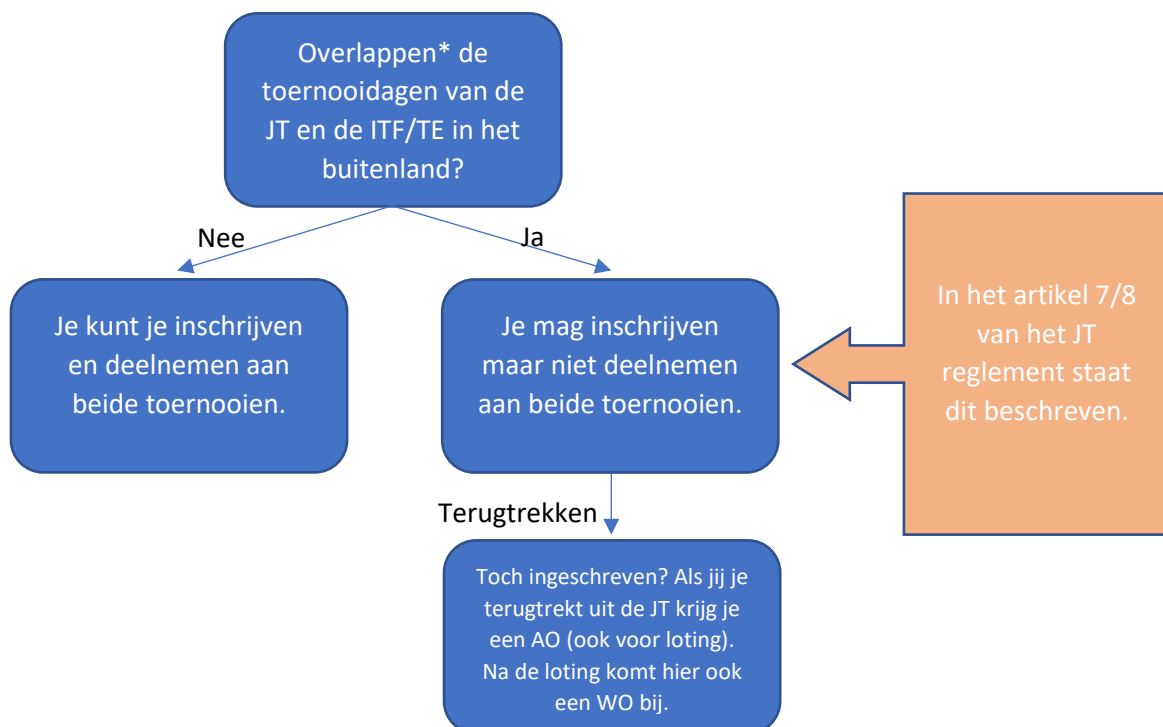 Overlappen* de
toernooidagen van de
JT en de ITF/TE in het
buitenland?
Nee
Ja
Je kunt je inschrijven
en deelnemen aan
beide toernooien.
Je mag inschrijven
maar niet deelnemen
aan beide toernooien.
In het artikel 7/8
van het JT
reglement staat
dit beschreven.
Terugtrekken
Toch ingeschreven? Als jij je
terugtrekt uit de JT krijg je
een AO (ook voor loting).
Na de loting komt hier ook
een WO bij.